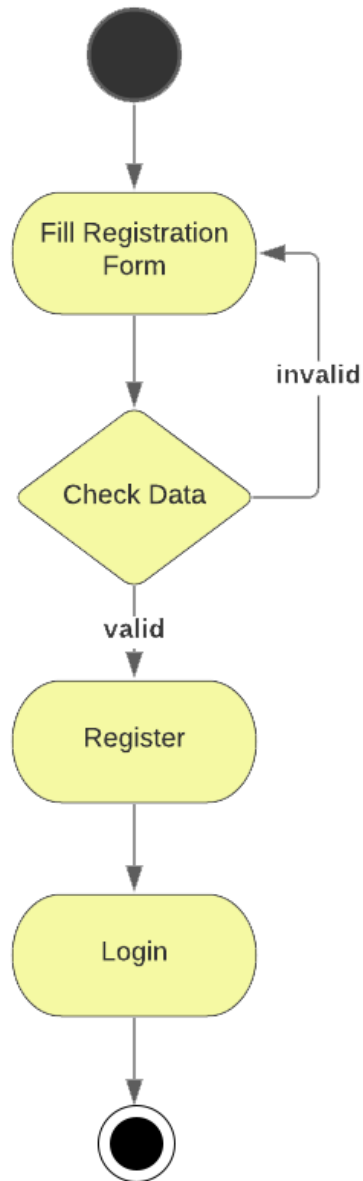 Fill Registration
Form
invalid
Check Data
valid
Register
Login